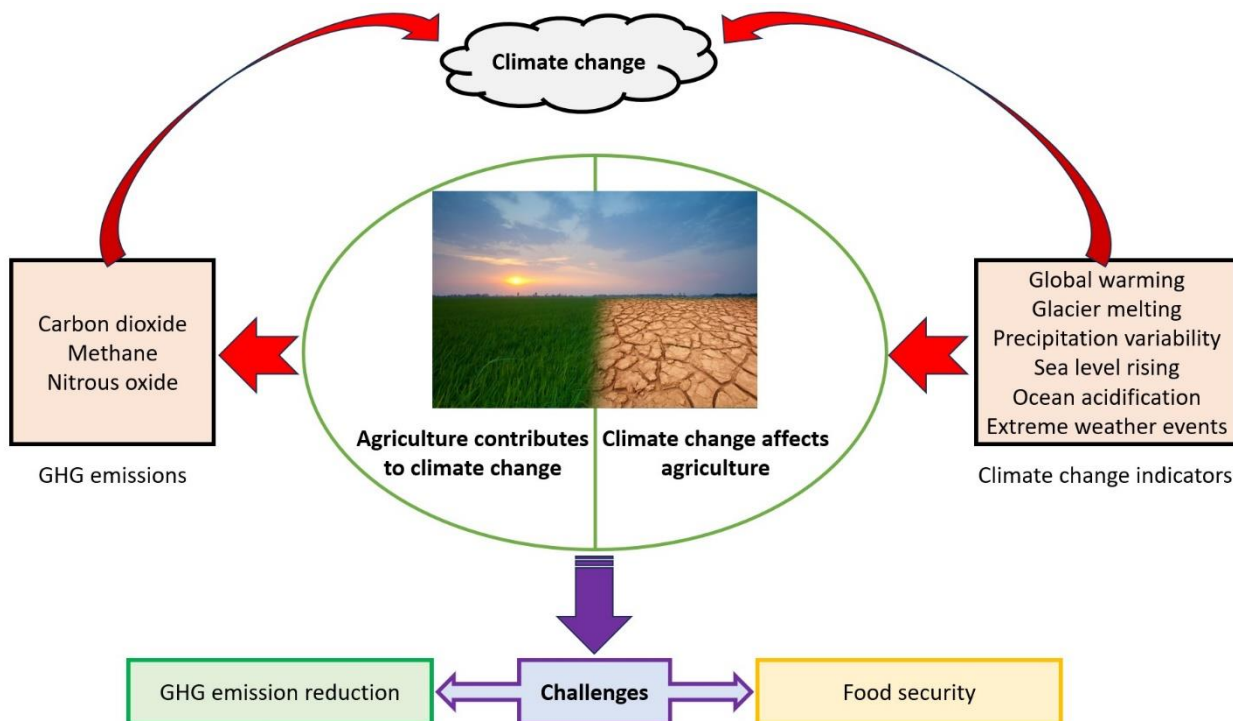 Climate change
Carbon dioxide
Methane
Nitrous oxide
GHG emissions
Agriculture contributes
to climate change
Climate change affects
agriculture
Global warming
Glacier melting
Precipitation variability
Sea level rising
Ocean acidification
Extreme weather events
Climate change indicators
GHG emission reduction
Challenges
Food security